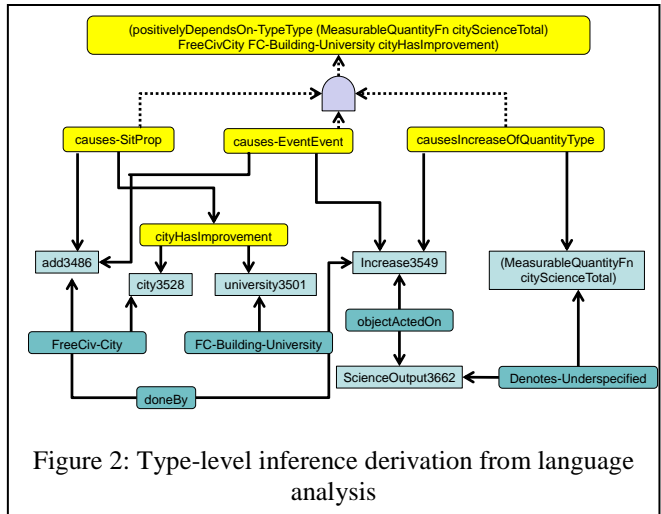 (positivelyDependsOn-TypeType (MeasurableQuantityFn cityScienceTotal)
FreeCivCity FC-Building-University cityHasImprovement)
causes-SitProp
causes-EventEvent
causesIncreaseOfQuantityType
cityHasImprovement
add3486
city3528
university3501
Increase3549
(MeasurableQuantityFn
cityScienceTotal)
FreeCiv-City
FC-Building-University
objectActedOn
doneBy
ScienceOutput3662
Denotes-Underspecified
Figure 2: Type-level inference derivation from language
analysis